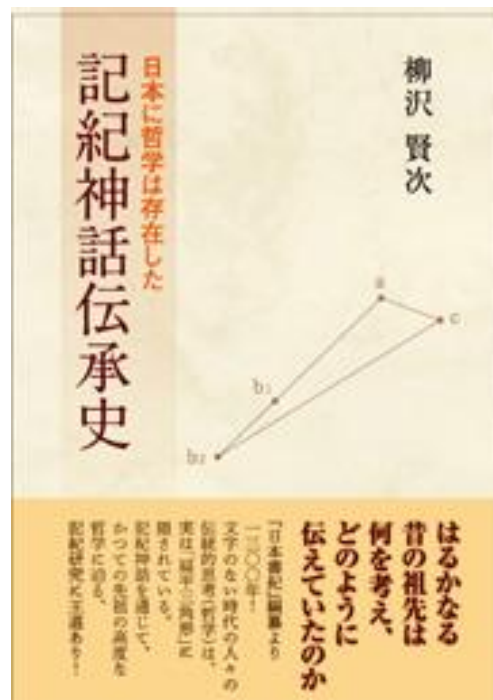 柳沢 賢次
日本に哲学は存在した
記紀神話伝承史
a
c
b₁
b₂
はるかなる
昔の祖先は
何を考え、
どのように
伝えていたのか
『日本書紀』編纂より
一三〇〇年！
文字のない時代の人々の
伝統的思考（哲学）は、
実は「扁平三角形」に
隠されている。
記紀神話を通じて、
かつての先祖の高度な
哲学に迫る。
記紀研究に王道あり！